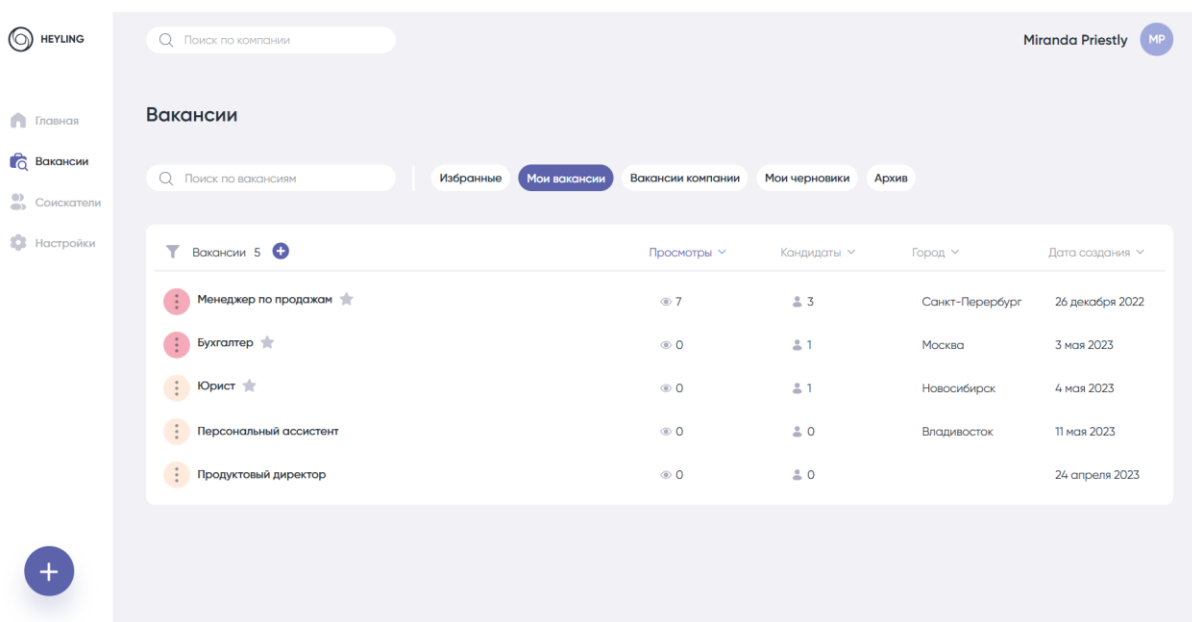 HEYLING
Поиск по компании
Miranda Priestly MP
Главная
Вакансии
Соискатели
Настройки
Вакансии
Поиск по вакансиям
Избранные Мои вакансии Вакансии компании Мои черновики Архив
Вакансии 5 Просмотры Кандидаты Город Дата создания
Менеджер по продажам 7 3 Санкт-Перербург 26 декабря 2022
Бухгалтер 0 1 Москва 3 мая 2023
Юрист 0 1 Новосибирск 4 мая 2023
Персональный ассистент 0 0 Владивосток 11 мая 2023
Продуктовый директор 0 0 24 апреля 2023